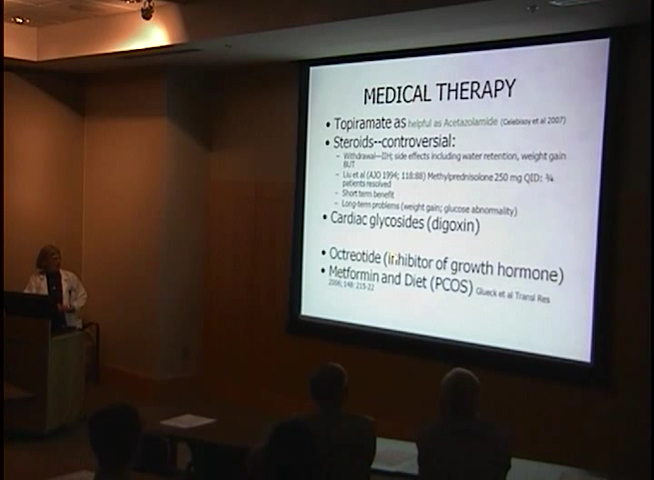 MEDICAL THERAPY
• Topiramate as helpful as Acetazolamide (Celebisoy et al 2007)
• Steroids--controversial:
– Withdrawal—IIH; side effects including water retention, weight gain
BUT
– Liu et al (AJO 1994; 118:88) Methylprednisolone 250 mg QID: ¾
patients resolved
– Short term benefit
– Long-term problems (weight gain; glucose abnormality)
• Cardiac glycosides (digoxin)
• Octreotide (inhibitor of growth hormone)
• Metformin and Diet (PCOS) Glueck et al Transl Res
2006; 148: 215-22